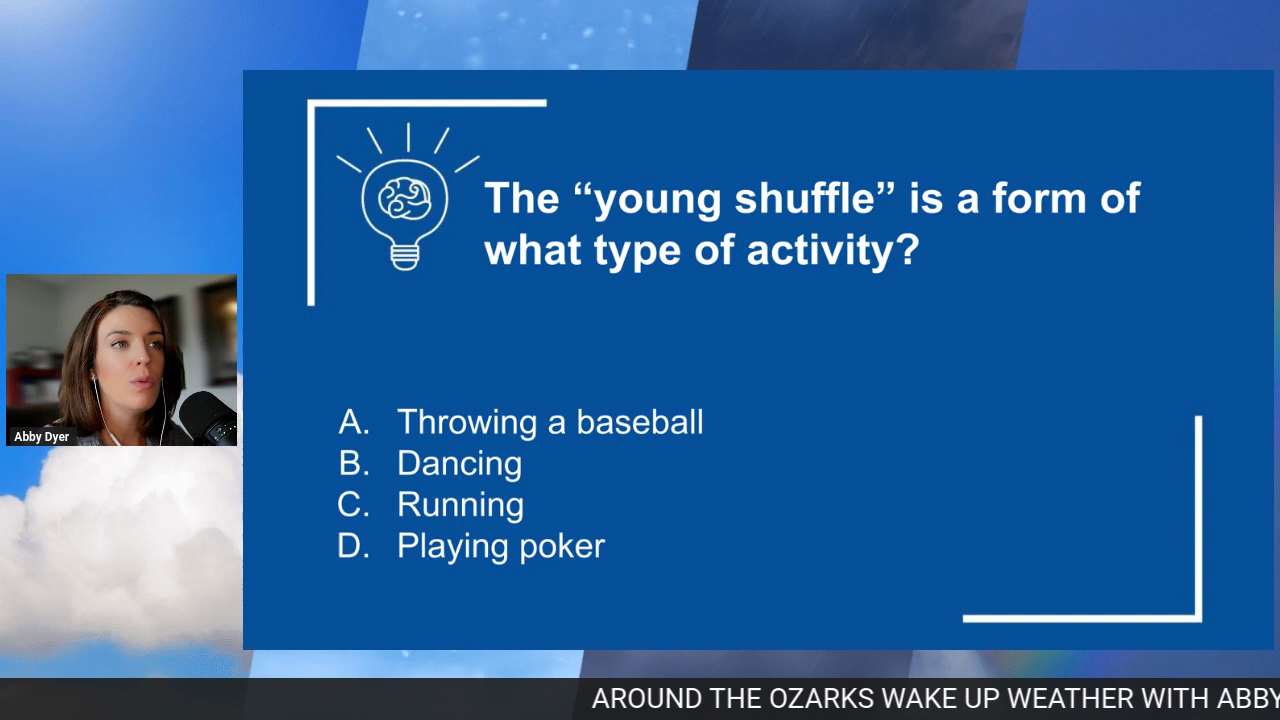 The “young shuffle” is a form of
what type of activity?
A. Throwing a baseball
B. Dancing
C. Running
D. Playing poker
Abby Dyer
AROUND THE OZARKS WAKE UP WEATHER WITH ABBY